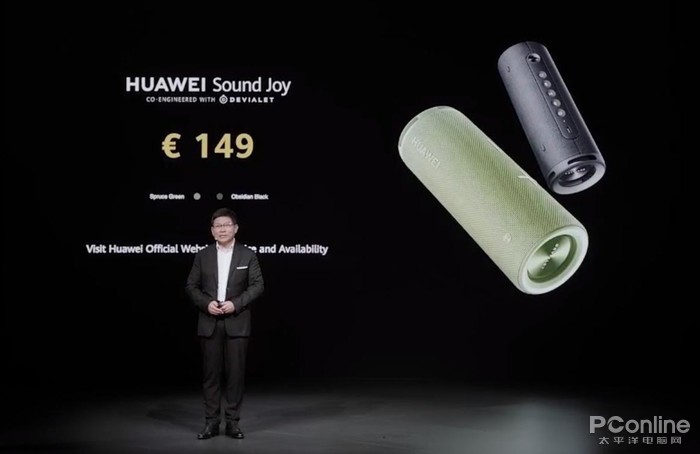 HUAWEI Sound Joy
CO-ENGINEERED WITH DEVIALET
€ 149
Spruce Green Obsidian Black
Visit Huawei Official and Availability
HUAWEI
PConline
太平洋电脑网